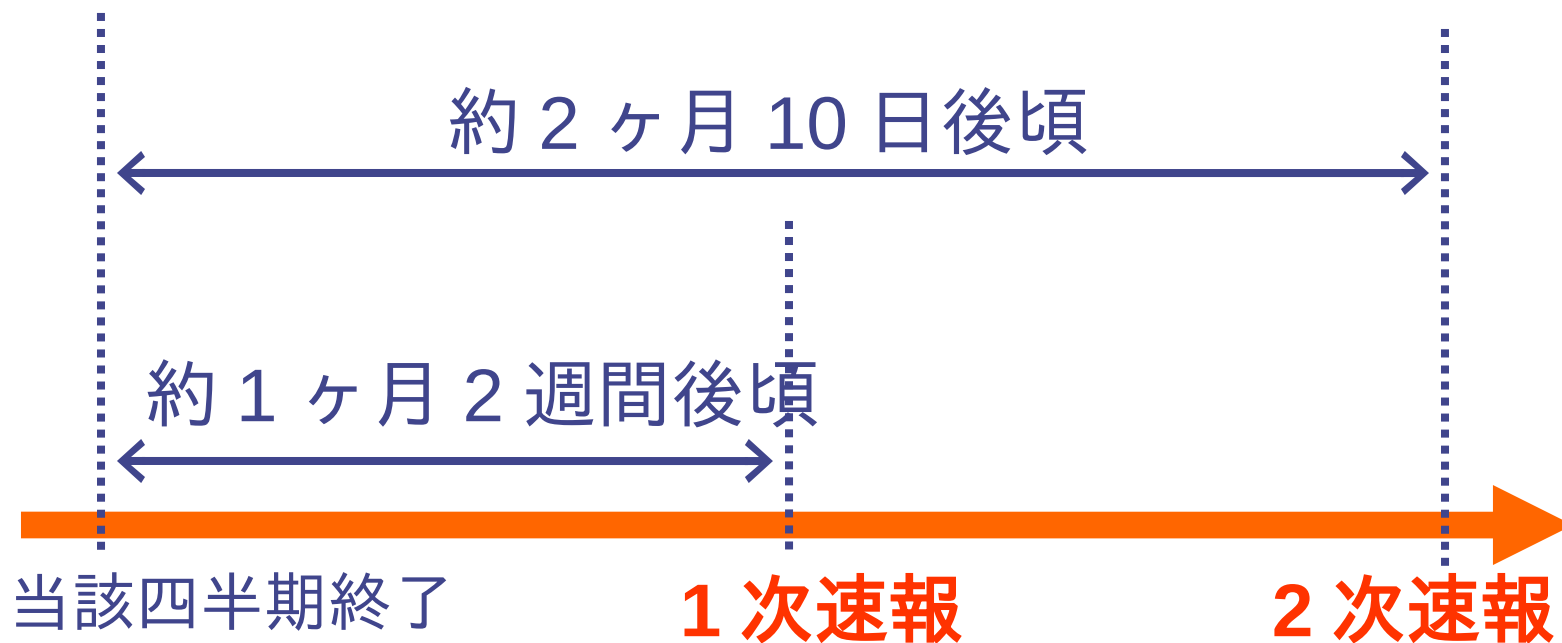 約 2 ヶ月 10 日後頃
約 1 ヶ月 2 週間後頃
当該四半期終了
1 次速報
2 次速報